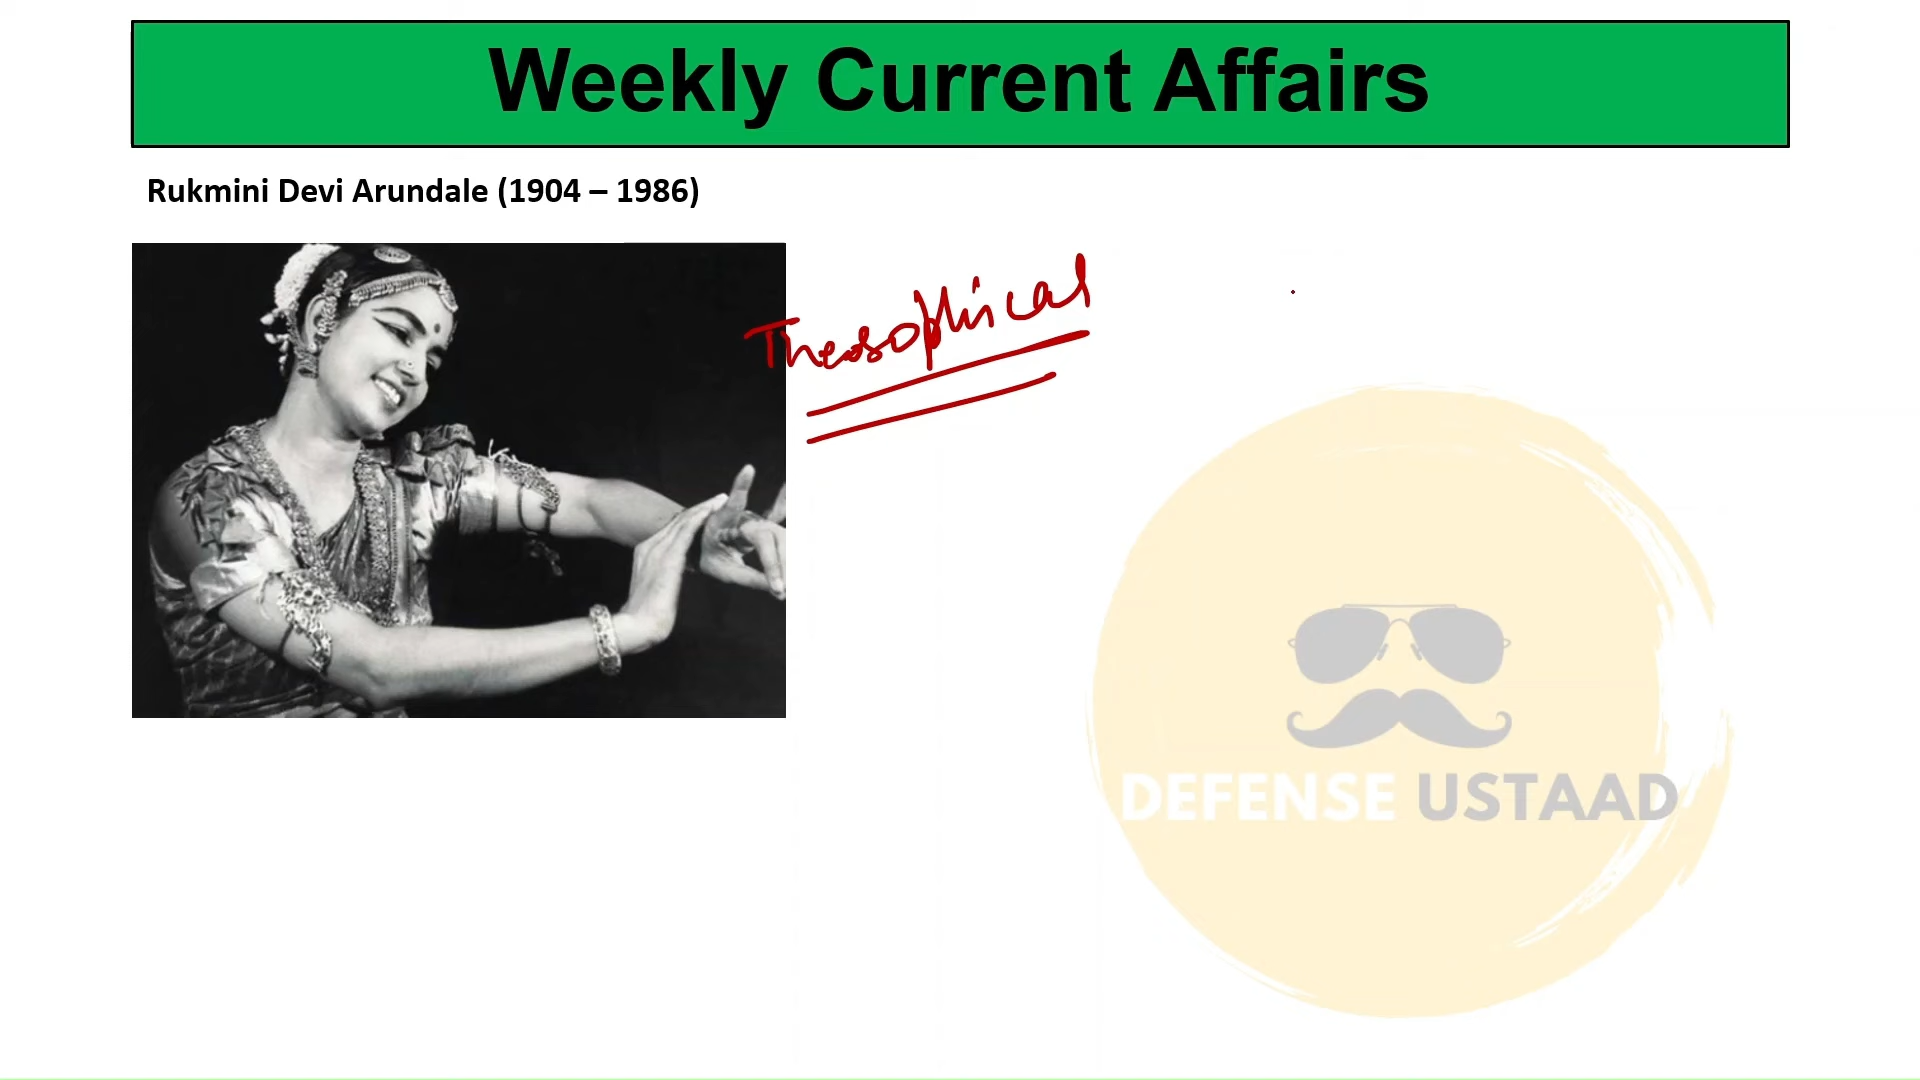 Weekly Current Affairs
Rukmini Devi Arundale (1904 – 1986)
Theosophical
DEFENSE USTAAD